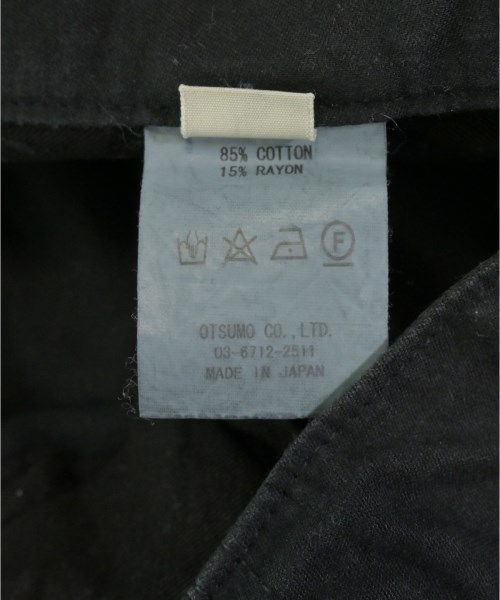 85% COTTON
15% RAYON
F
OTSUMO CO.,LTD.
03-6712-2511
MADE IN JAPAN